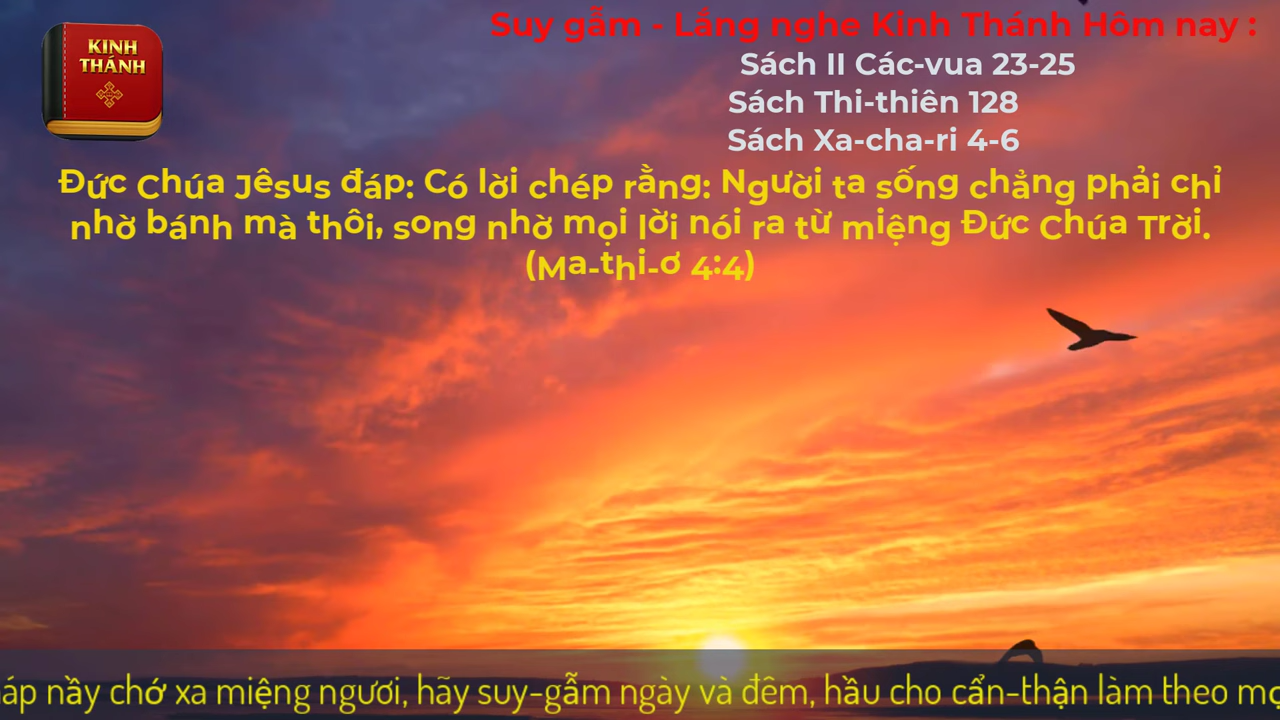 KINH
THÁNH
Suy gẫm - Lắng nghe Kinh Thánh Hôm nay :
Sách II Các-vua 23-25
Sách Thi-thiên 128
Sách Xa-cha-ri 4-6
Đức Chúa Jêsus đáp: Có lời chép rằng: Người ta sống chẳng phải chỉ
nhờ bánh mà thôi, song nhờ mọi lời nói ra từ miệng Đức Chúa Trời.
(Ma-thi-ơ 4:4)
nầy chớ xa miệng ngươi, hãy suy-gẫm ngày và đêm, hầu cho cẩn-thận làm theo